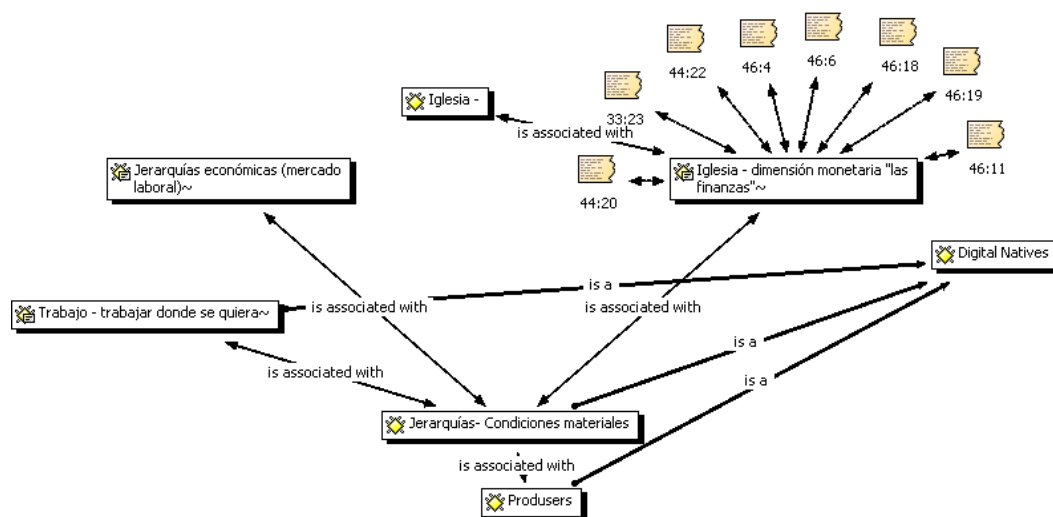 44:22
46:4
46:6
46:18
46:19
Iglesia -
33:23
is associated with
46:11
Jerarquías económicas (mercado
laboral)~
Iglesia - dimensión monetaria "las
finanzas"~
44:20
Digital Natives
is a
Trabajo - trabajar donde se quiera~
is associated with
is associated with
is a
is associated with
is a
Jerarquías- Condiciones materiales
is associated with
Produsers